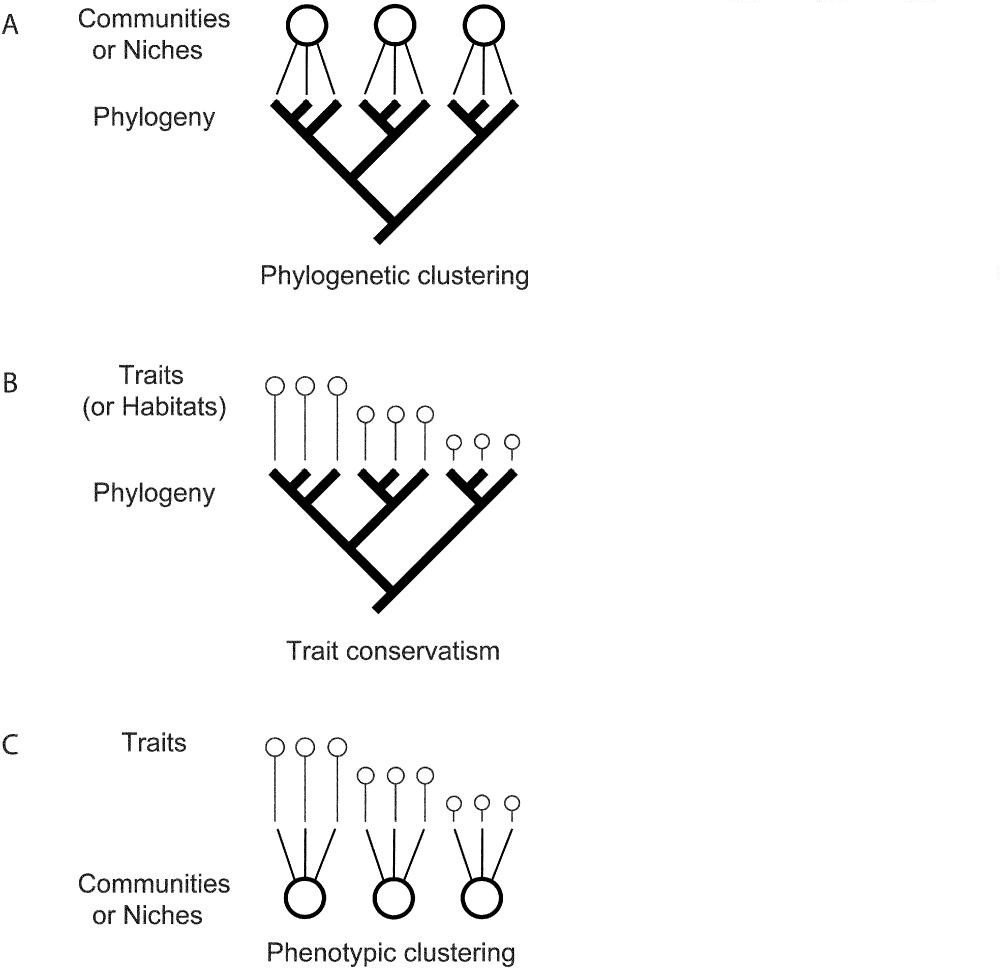 A
Communities
or Niches
Phylogeny
Phylogenetic clustering
B
Traits
(or Habitats)
Phylogeny
Trait conservatism
C
Traits
Communities
or Niches
Phenotypic clustering